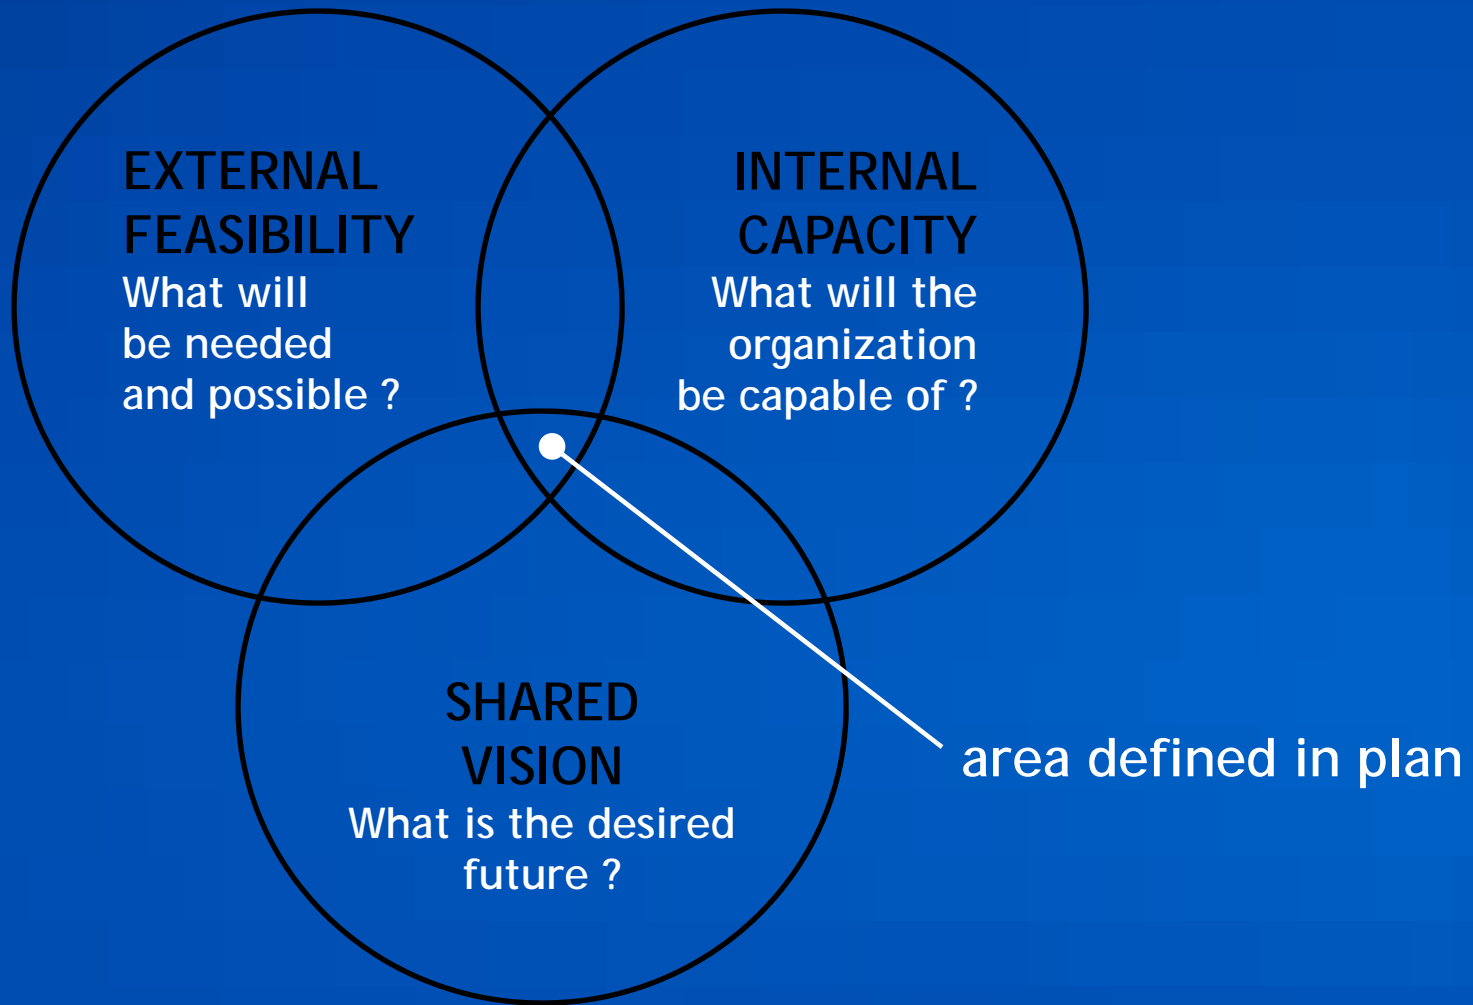 EXTERNAL
FEASIBILITY
What will
be needed
and possible ?
INTERNAL
CAPACITY
What will the
organization
be capable of ?
SHARED
VISION
What is the desired
future ?
area defined in plan